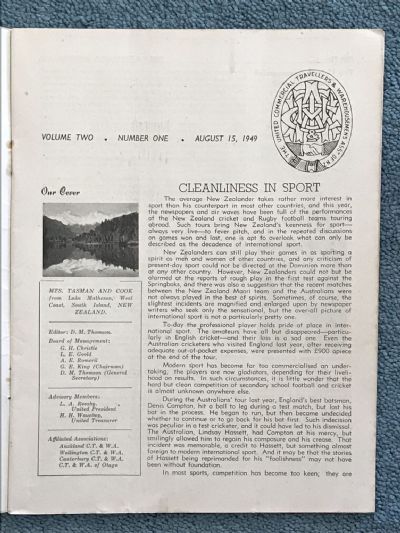 THE UNITED COMMERCIAL TRAVELLERS & WAREHOUSEMEN'S ASSN OF N.Z.
VOLUME TWO . NUMBER ONE . AUGUST 15, 1949
Our Cover
MTS. TASMAN AND COOK
from Lake Matheson, West
Coast, South Island, NEW
ZEALAND.
Editor: D. M. Thomson.
Board of Management:
G. H. Christie
L. E. Goold
A. E. Romeril
G. E. King (Chairman)
D. M. Thomson (General
Secretary)
Advisory Members:
L. A.
United President
H. H.
United Treasurer
Affiliated Associations:
Auckland C.T. & W.A.
Wellington C.T. & W.A.
Canterbury C.T. & W.A.
C.T. & W.A. of Otago
CLEANLINESS IN SPORT
The average New Zealander takes rather more interest in
sport than his counterpart in most other countries, and this year,
the newspapers and air waves have been full of the performances
of the New Zealand cricket and Rugby football teams touring
abroad. Such tours bring New Zealand's keenness for sport—
always very live—to fever pitch, and in the repeated discussions
on games won and lost, one is apt to overlook what can only be
described as the decadence of international sport.
New Zealanders can still play their games in as sporting a
spirit as men and women of other countries, and any criticism of
present-day sport could not be directed at the Dominion more than
at any other country. However, New Zealanders could not but be
alarmed at the reports of rough play in the first test against the
Springboks, and there was also a suggestion that the recent matches
between the New Zealand Maori team and the Australians were
not always played in the best of spirits. Sometimes, of course, the
slightest incidents are magnified and enlarged upon by newspaper
writers who seek only the sensational, but the over-all picture of
international sport is not a particularly pretty one.
To-day the professional player holds pride of place in inter-
national sport. The amateurs have all but disappeared—particu-
larly in English cricket—and their loss is a sad one. Even the
Australian cricketers who visited England last year, after receiving
adequate out-of-pocket expenses, were presented with £900 apiece
at the end of the tour.
Modern sport has become far too commercialised an under-
taking; the players are now gladiators, depending for their liveli-
hood on results. In such circumstances, it is little wonder that the
hard but clean competition of secondary school football and cricket
is almost unknown anywhere else.
During the Australians' tour last year, England's best batsman,
Denis Compton, hit a ball to leg during a test match, but lost his
bat in the process. He began to run, but then became undecided
whether to continue or to go back for his bat first. Such indecision
was peculiar in a test cricketer, and it could have led to his dismissal.
The Australian, Lindsay Hassett, had Compton at his mercy, but
smilingly allowed him to regain his composure and his crease. That
incident was memorable, a credit to Hassett, but something almost
foreign to modern international sport. And it may be that the stories
of Hassett being reprimanded for his "foolishness" may not have
been without foundation.
In most sports, competition has become too keen; they are